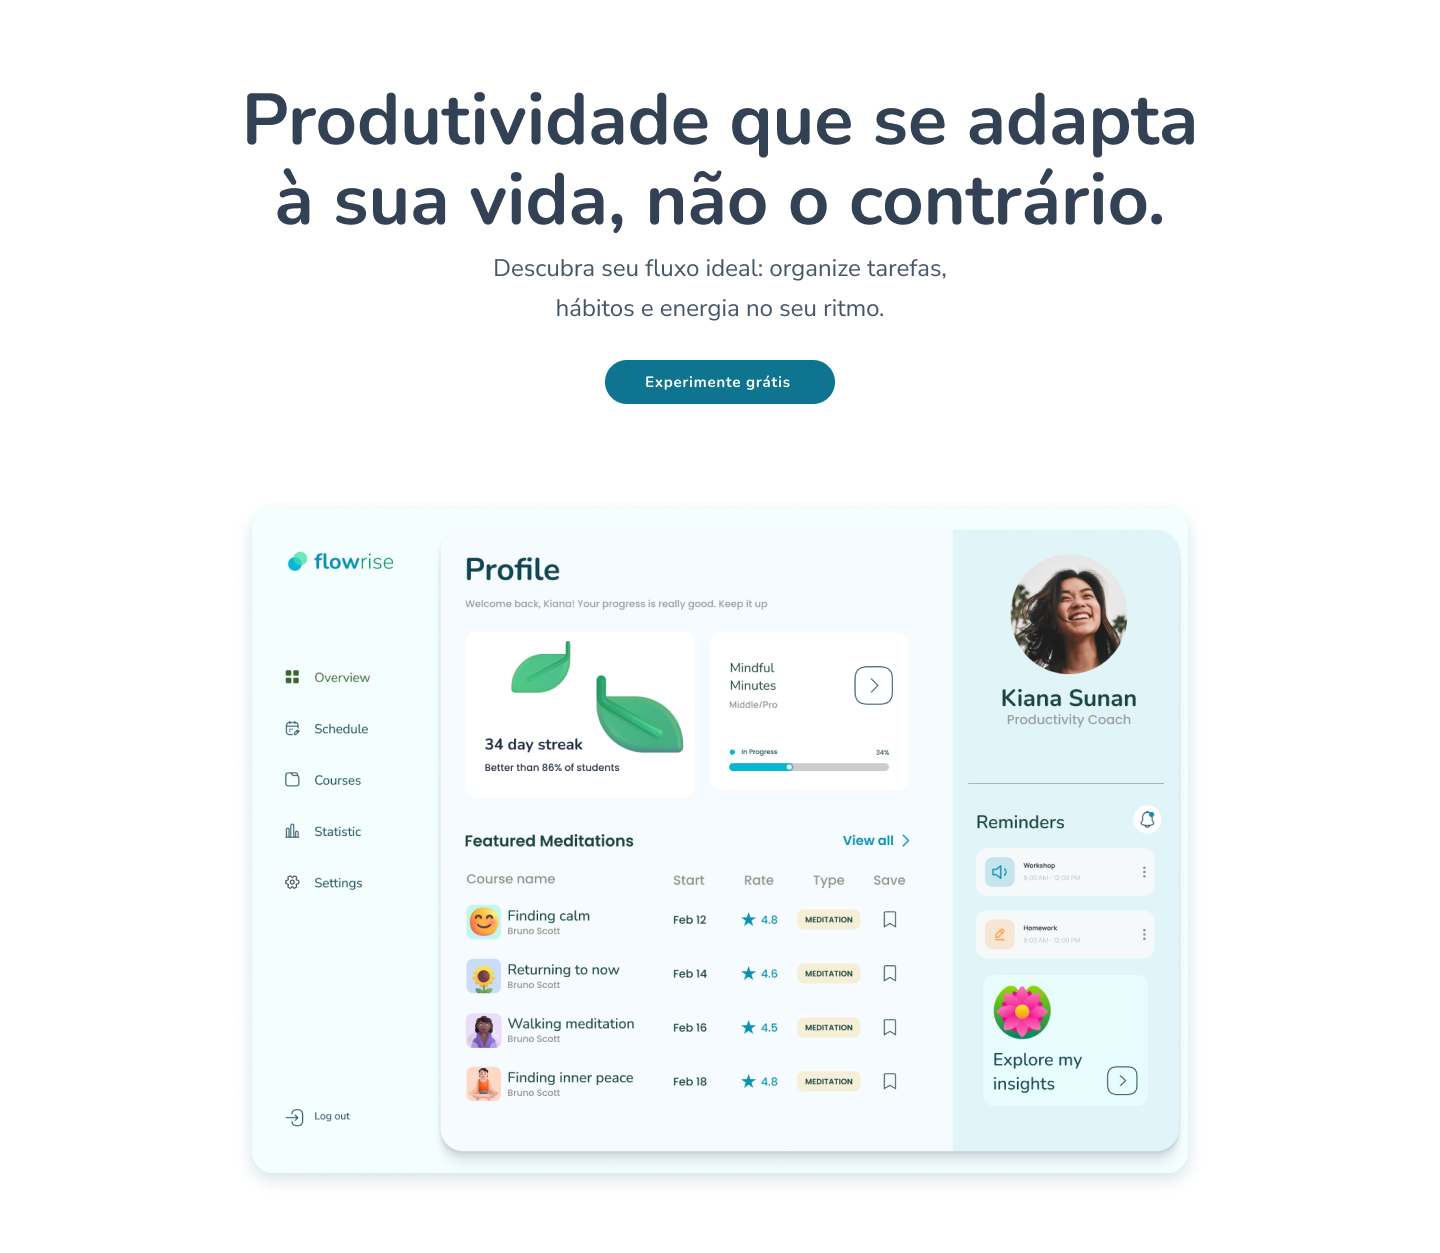 Produtividade que se adapta
à sua vida, não o contrário.
Descubra seu fluxo ideal: organize tarefas,
hábitos e energia no seu ritmo.
Experimente grátis
flowrise
Overview
Schedule
Courses
Statistic
Settings
Log out
Profile
Welcome back, Kiana! Your progress is really good. Keep it up
34 day streak
Better than 86% of students
Mindful
Minutes
Middle/Pro
In Progress 34%
Featured Meditations View all
Course name Start Rate Type Save
Finding calm Feb 12 4.8 MEDITATION
Bruno Scott
Returning to now Feb 14 4.6 MEDITATION
Bruno Scott
Walking meditation Feb 16 4.5 MEDITATION
Bruno Scott
Finding inner peace Feb 18 4.8 MEDITATION
Bruno Scott
Kiana Sunan
Productivity Coach
Reminders
Workshop
8:00 AM - 12:00 PM
Homework
8:00 AM - 12:00 PM
Explore my
insights